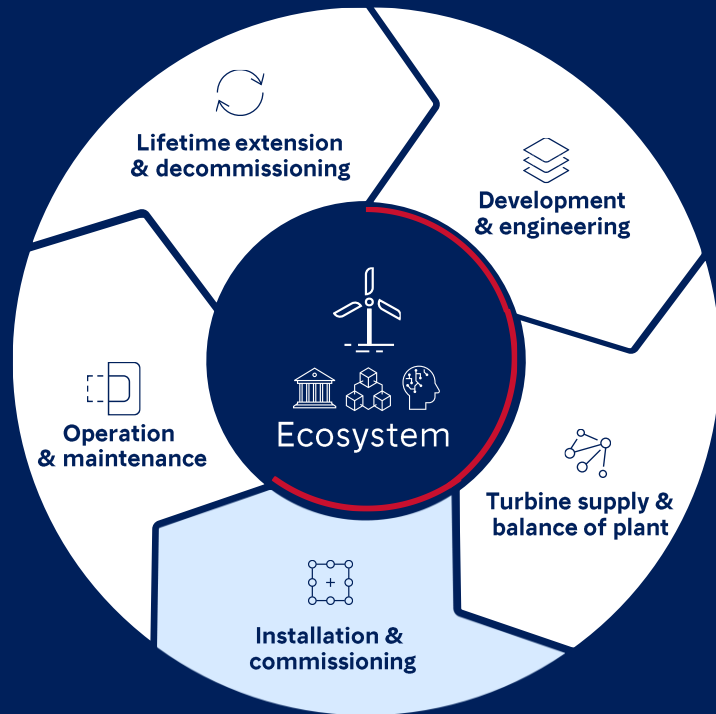 Lifetime extension
& decommissioning
Development
& engineering
Ecosystem
Operation
& maintenance
Turbine supply &
balance of plant
Installation &
commissioning